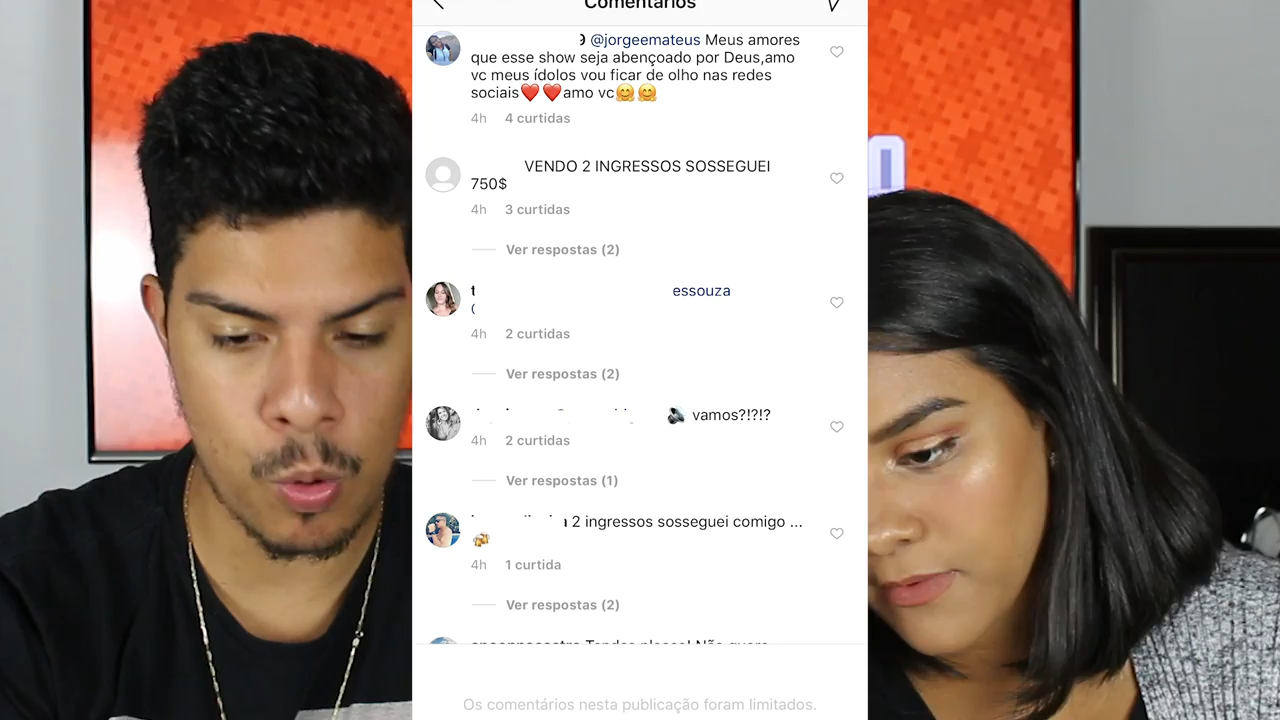 Comentários
9 @jorgeemateus Meus amores
que esse show seja abençoado por Deus,amo
vc meus ídolos vou ficar de olho nas redes
sociais❤️❤️amo vc🤗🤗
4h 4 curtidas
VENDO 2 INGRESSOS SOSSEGUEI
750$
4h 3 curtidas
Ver respostas (2)
essouza
4h 2 curtidas
Ver respostas (2)
vamos?!?!?
4h 2 curtidas
Ver respostas (1)
2 ingressos sosseguei comigo ...
🍻
4h 1 curtida
Ver respostas (2)
Os comentários nesta publicação foram limitados.